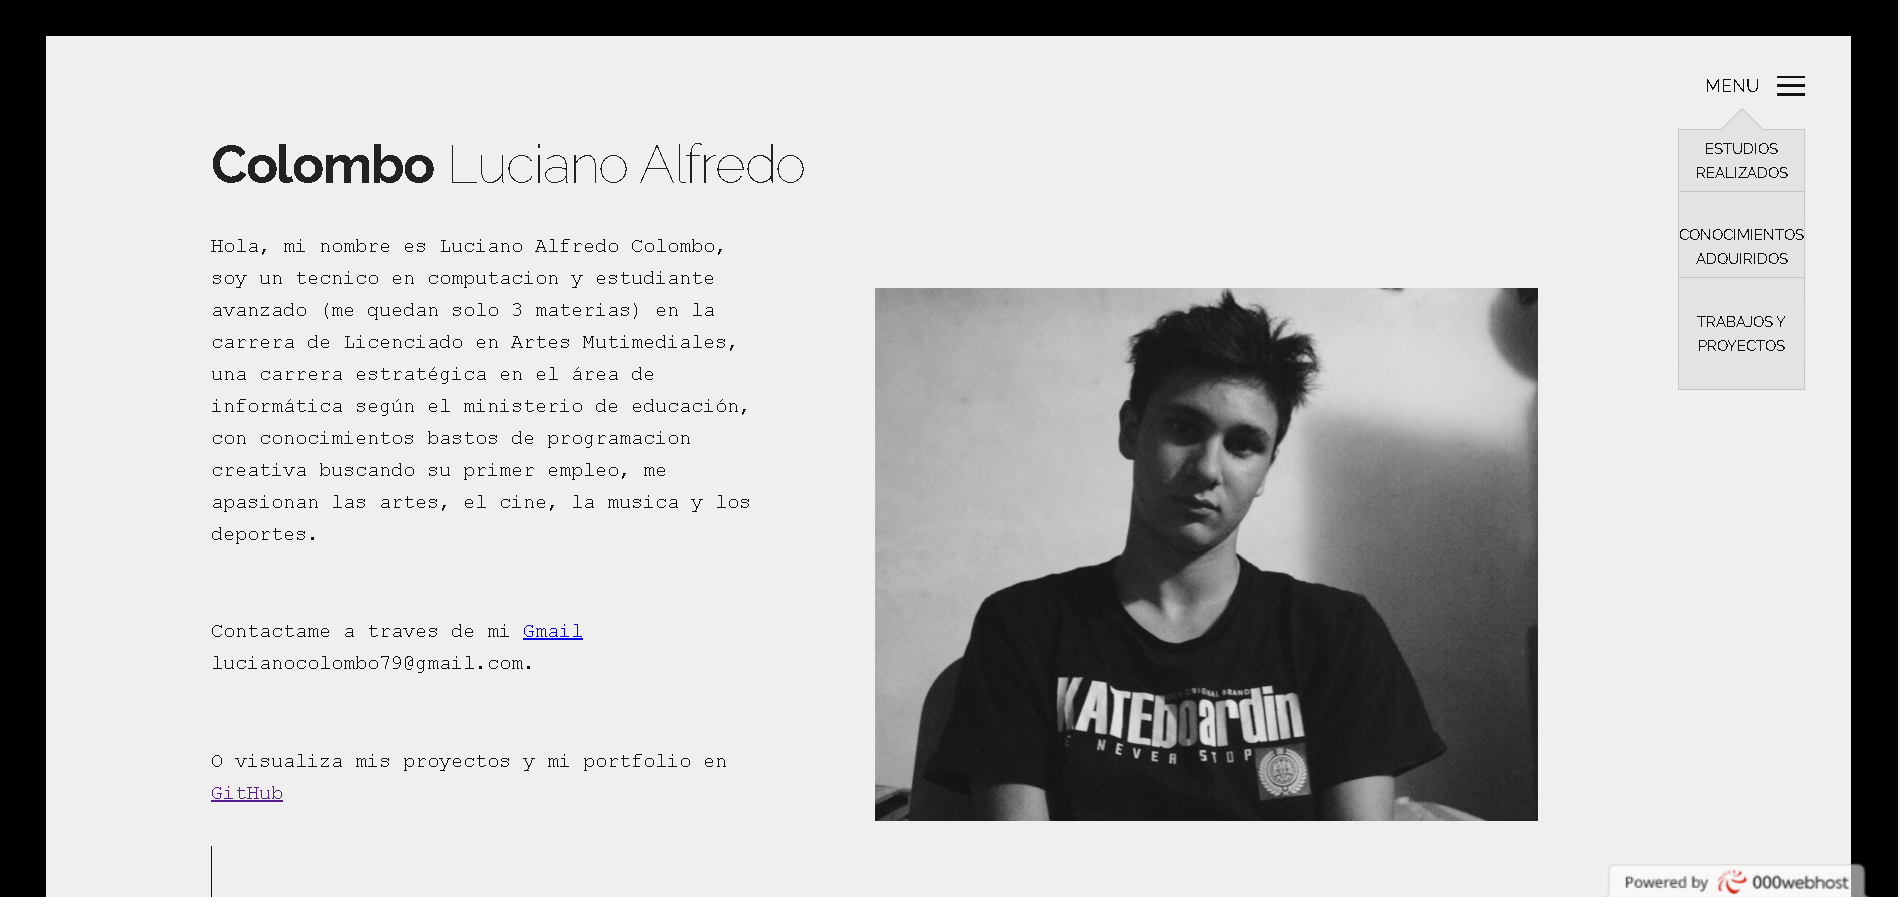 MENU
ESTUDIOS
REALIZADOS
CONOCIMIENTOS
ADQUIRIDOS
TRABAJOS Y
PROYECTOS
Colombo Luciano Alfredo
Hola, mi nombre es Luciano Alfredo Colombo,
soy un tecnico en computacion y estudiante
avanzado (me quedan solo 3 materias) en la
carrera de Licenciado en Artes Mutimediales,
una carrera estratégica en el área de
informática según el ministerio de educación,
con conocimientos bastos de programacion
creativa buscando su primer empleo, me
apasionan las artes, el cine, la musica y los
deportes.
Contactame a traves de mi Gmail
lucianocolombo79@gmail.com.
O visualiza mis proyectos y mi portfolio en
GitHub
ORIGINAL BRAND
KATEboardin
E NEVER STOP
Powered by 000webhost